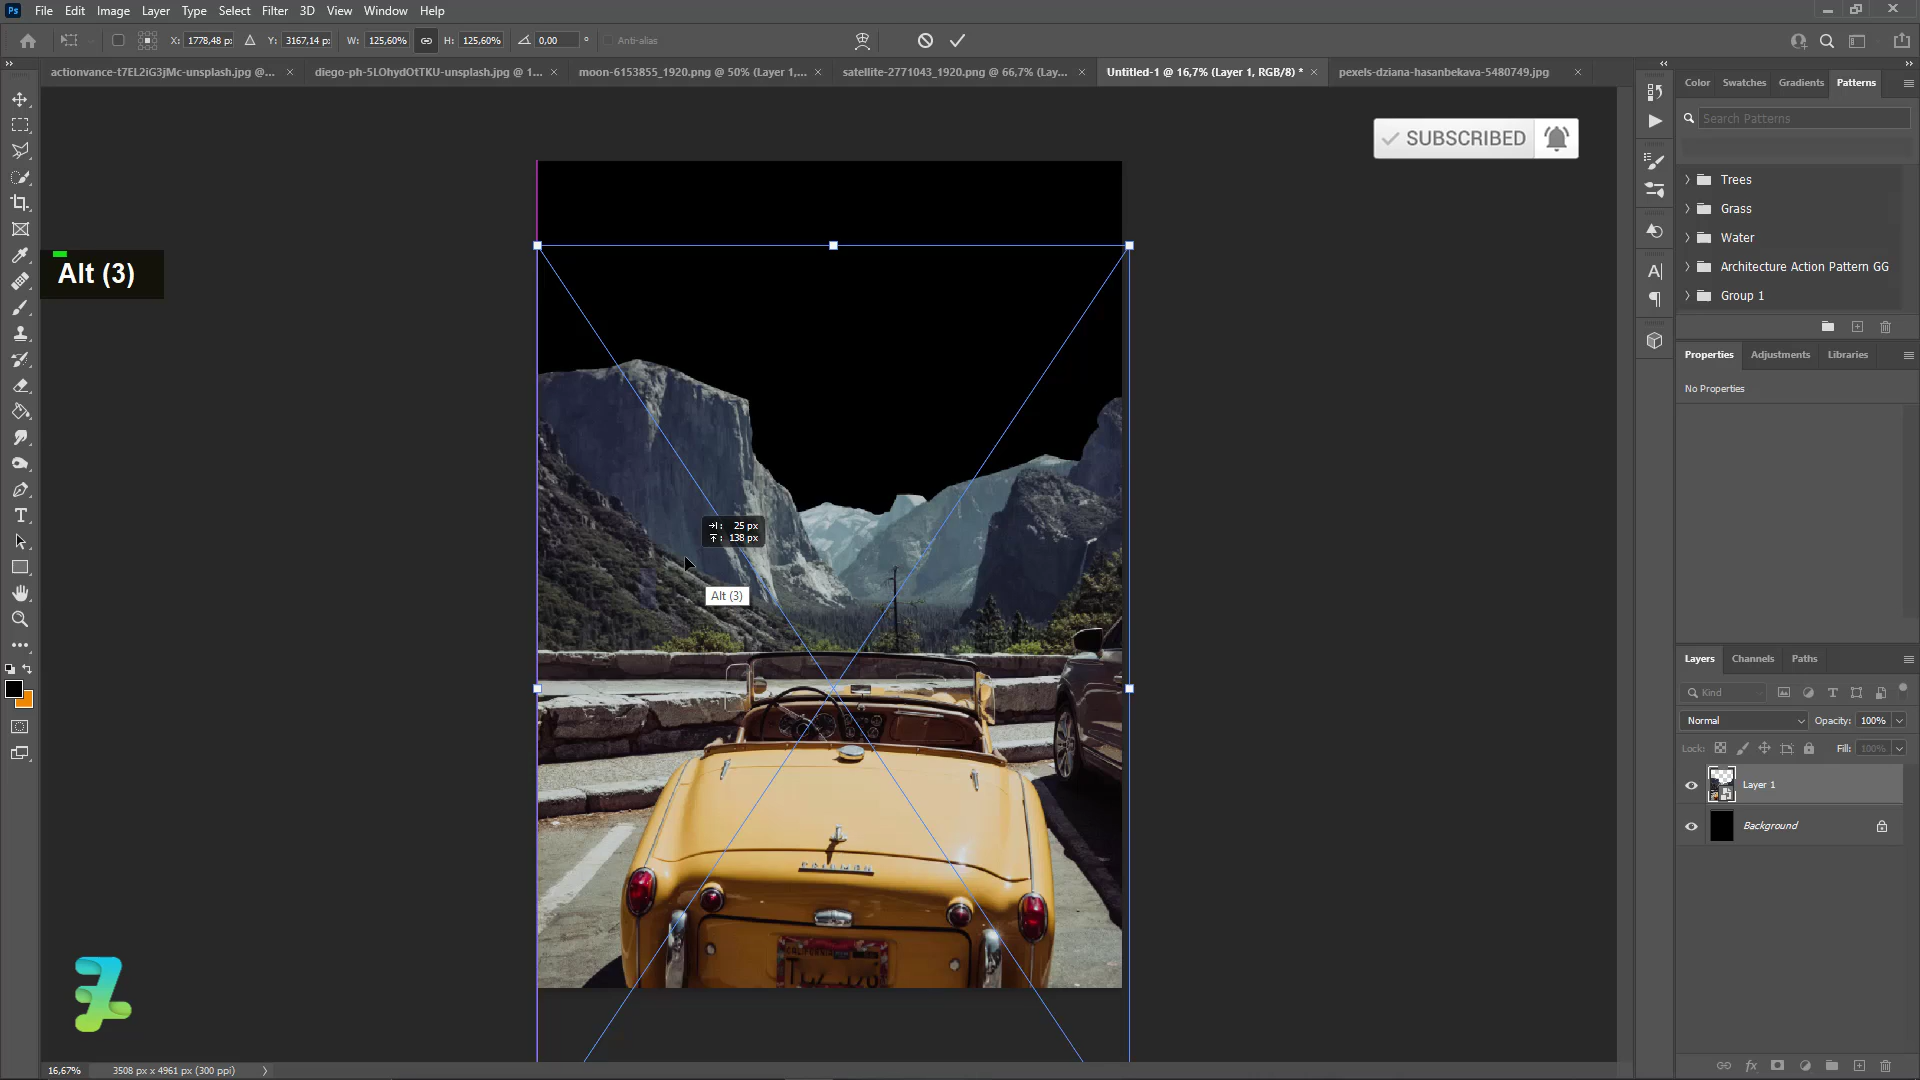 Ps File Edit Image Layer Type Select Filter 3D View Window Help
X: 1778,48 p: Y: 3167,14 p: W: 125,60% H: 125,60% 0,00 ° Anti-alias
actionvance-t7EL2iG3jMc-unsplash.jpg @... × diego-ph-5LOhydOtTKU-unsplash.jpg @ 1... × moon-6153855_1920.png @ 50% (Layer 1,... × satellite-2771043_1920.png @ 66,7% (Lay... × Untitled-1 @ 16,7% (Layer 1, RGB/8) * × pexels-dziana-hasanbekava-5480749.jpg ×
Color Swatches Gradients Patterns
Search Patterns
SUBSCRIBED
Trees
Grass
Water
Architecture Action Pattern GG
Group 1
Alt (3)
Properties Adjustments Libraries
No Properties
25 px
138 px
Alt (3)
Layers Channels Paths
Kind
Normal Opacity: 100%
Lock: Fill: 100%
Layer 1
Background
CALIFORNIA
16,67% 3508 px x 4961 px (300 ppi)